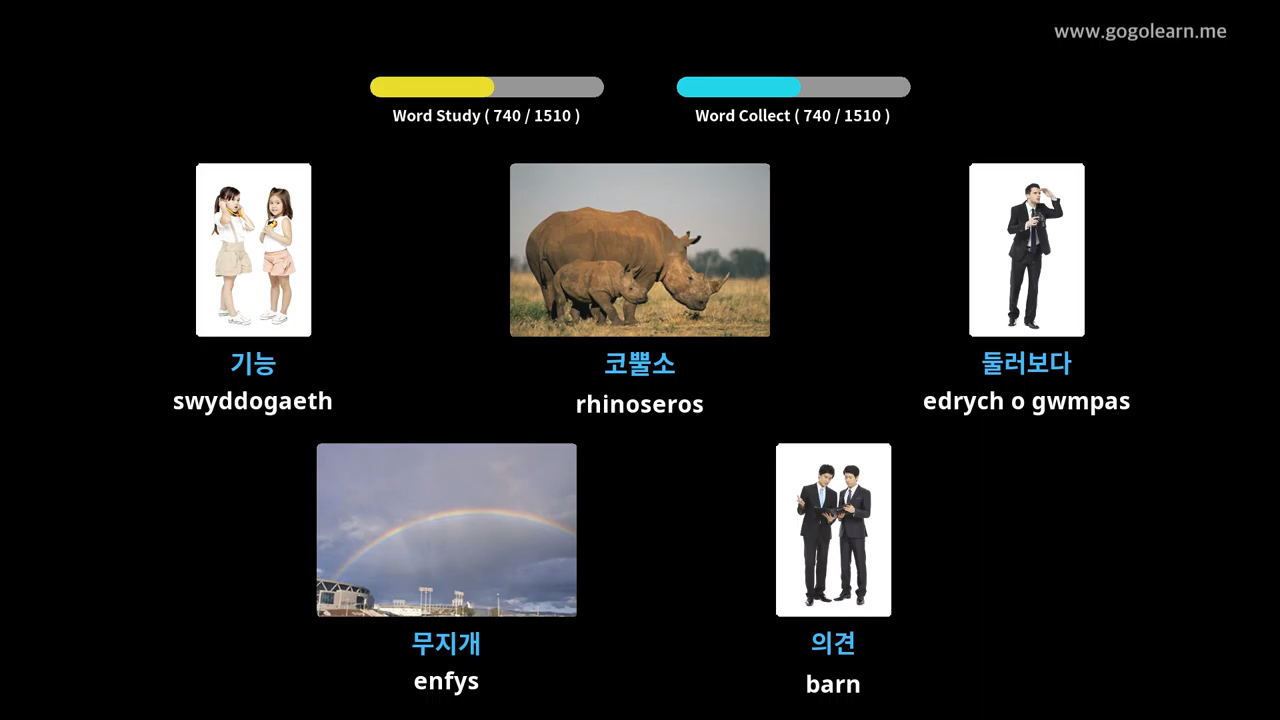 www.gogolearn.me
Word Study ( 740 / 1510 )
Word Collect ( 740 / 1510 )
기능
swyddogaeth
코뿔소
rhinoseros
둘러보다
edrych o gwmpas
무지개
enfys
의견
barn